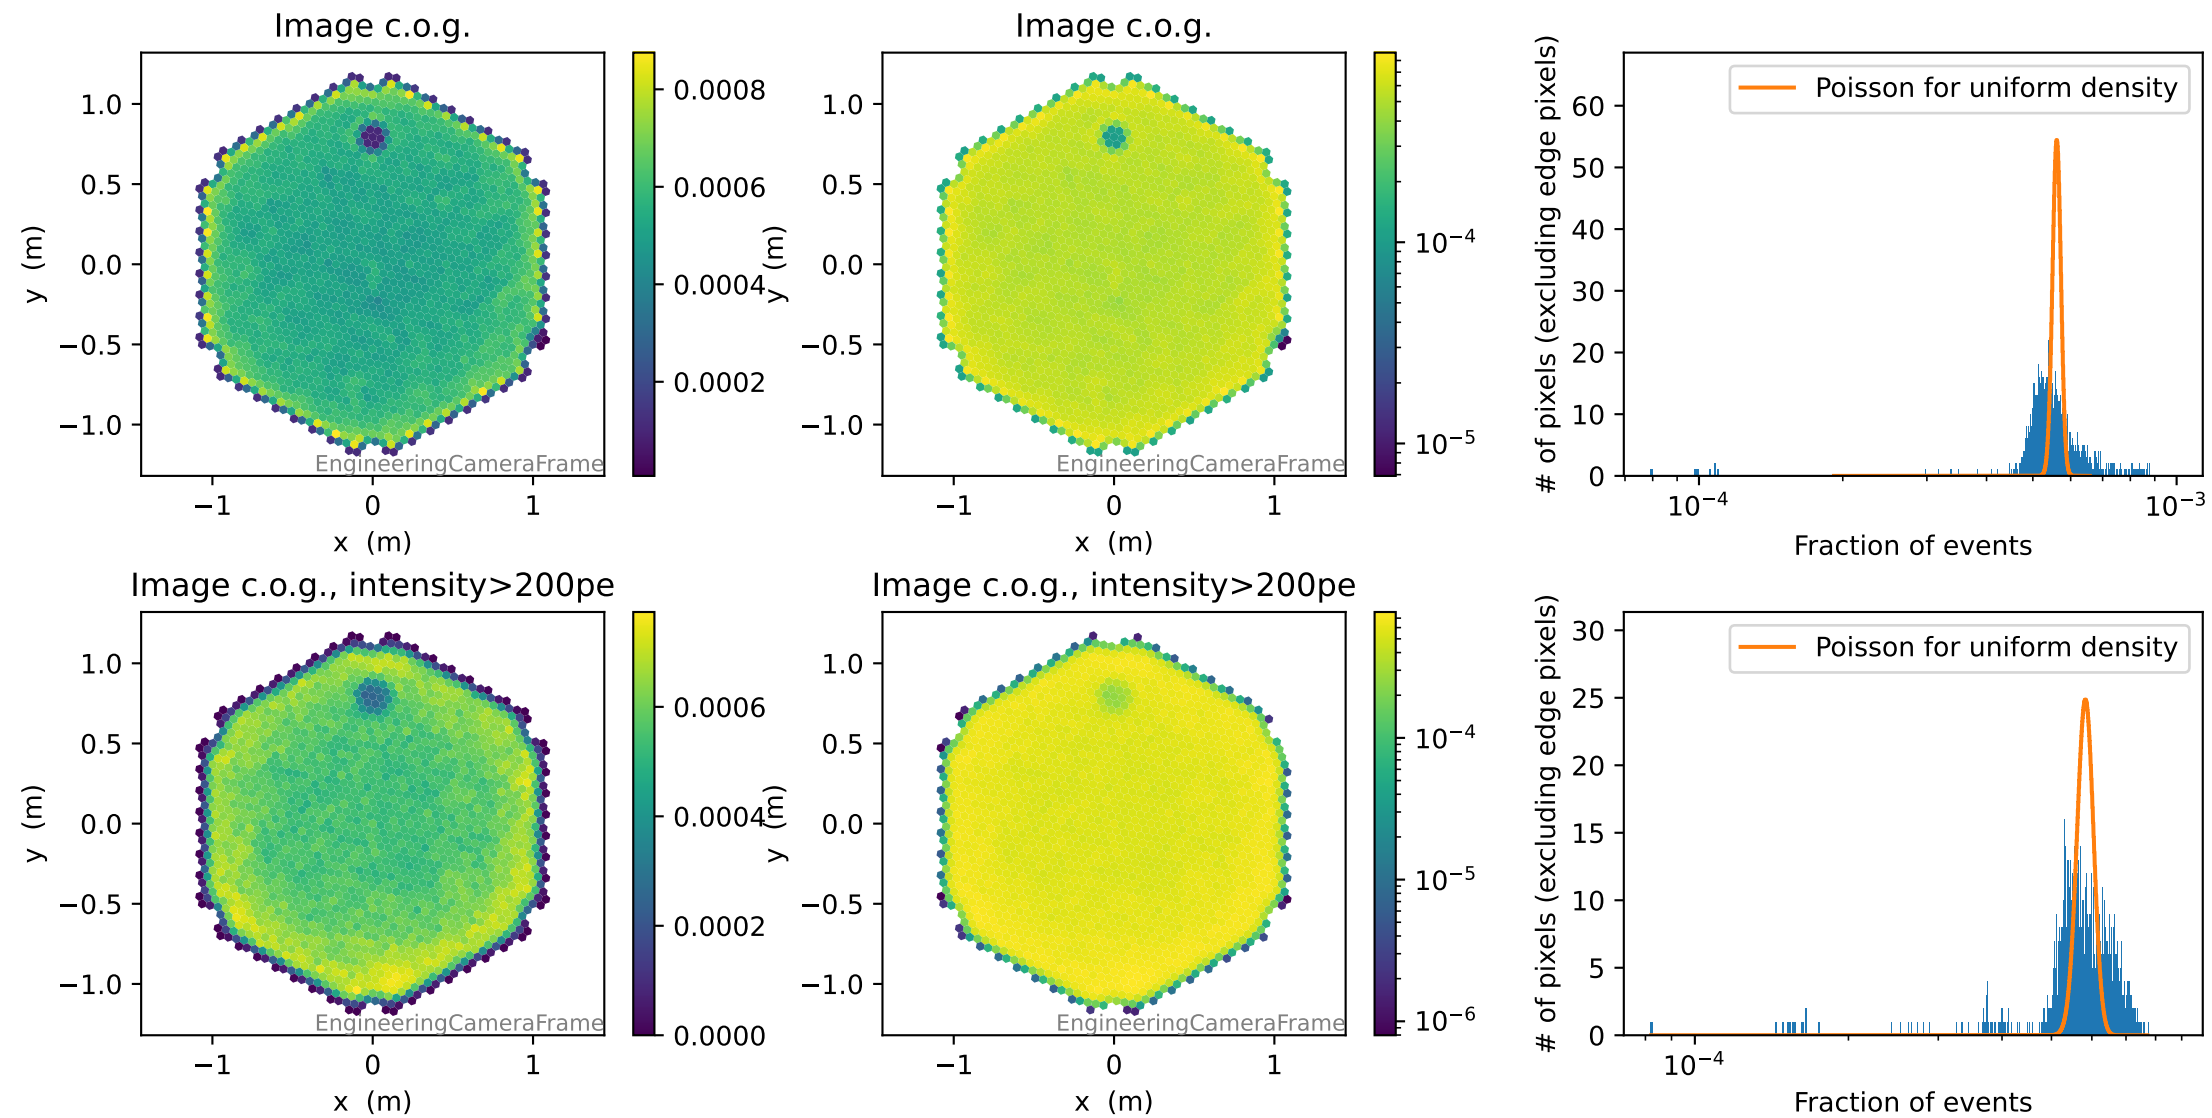 Image c.o.g.
1.0
0.5
0.0
−0.5
−1.0
y (m)
−1
0
1
x (m)
EngineeringCameraFrame
0.0008
0.0006
0.0004
0.0002
Image c.o.g.
1.0
0.5
0.0
−0.5
−1.0
y (m)
−1
0
1
x (m)
EngineeringCameraFrame
10⁻⁴
10⁻⁵
Poisson for uniform density
60
50
40
30
20
10
0
# of pixels (excluding edge pixels)
10⁻⁴
10⁻³
Fraction of events
Image c.o.g., intensity>200pe
1.0
0.5
0.0
−0.5
−1.0
y (m)
−1
0
1
x (m)
EngineeringCameraFrame
0.0006
0.0004
0.0002
0.0000
Image c.o.g., intensity>200pe
1.0
0.5
0.0
−0.5
−1.0
y (m)
−1
0
1
x (m)
EngineeringCameraFrame
10⁻⁴
10⁻⁵
10⁻⁶
Poisson for uniform density
30
25
20
15
10
5
0
# of pixels (excluding edge pixels)
10⁻⁴
Fraction of events